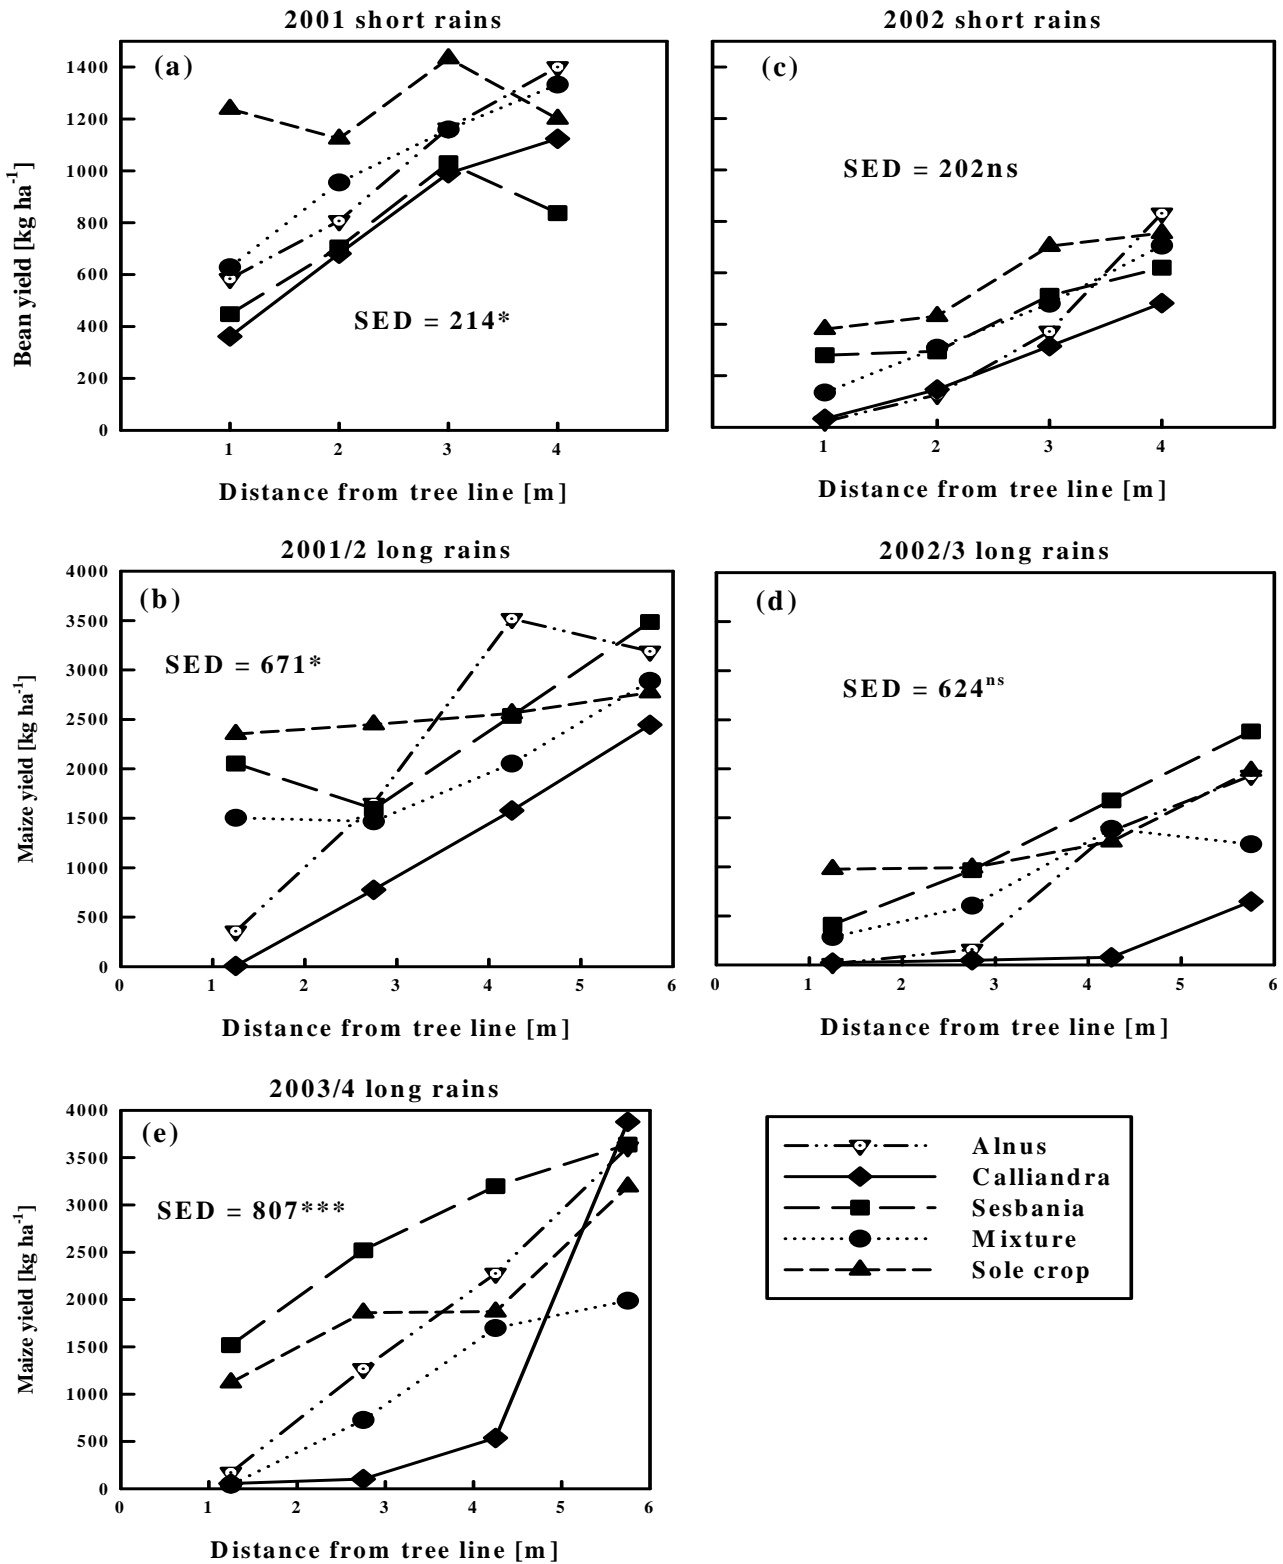 2001 short rains
(a)
1400
1200
1000
800
600
400
200
0
Bean yield [kg ha-1]
SED = 214*
1 2 3 4
Distance from tree line [m]
2002 short rains
(c)
SED = 202ns
1 2 3 4
Distance from tree line [m]
2001/2 long rains
(b)
4000
3500
3000
2500
2000
1500
1000
500
0
Maize yield [kg ha-1]
SED = 671*
0 1 2 3 4 5 6
Distance from tree line [m]
2002/3 long rains
(d)
SED = 624ns
0 1 2 3 4 5 6
Distance from tree line [m]
2003/4 long rains
(e)
4000
3500
3000
2500
2000
1500
1000
500
0
Maize yield [kg ha-1]
SED = 807***
0 1 2 3 4 5 6
Distance from tree line [m]
Alnus
Calliandra
Sesbania
Mixture
Sole crop